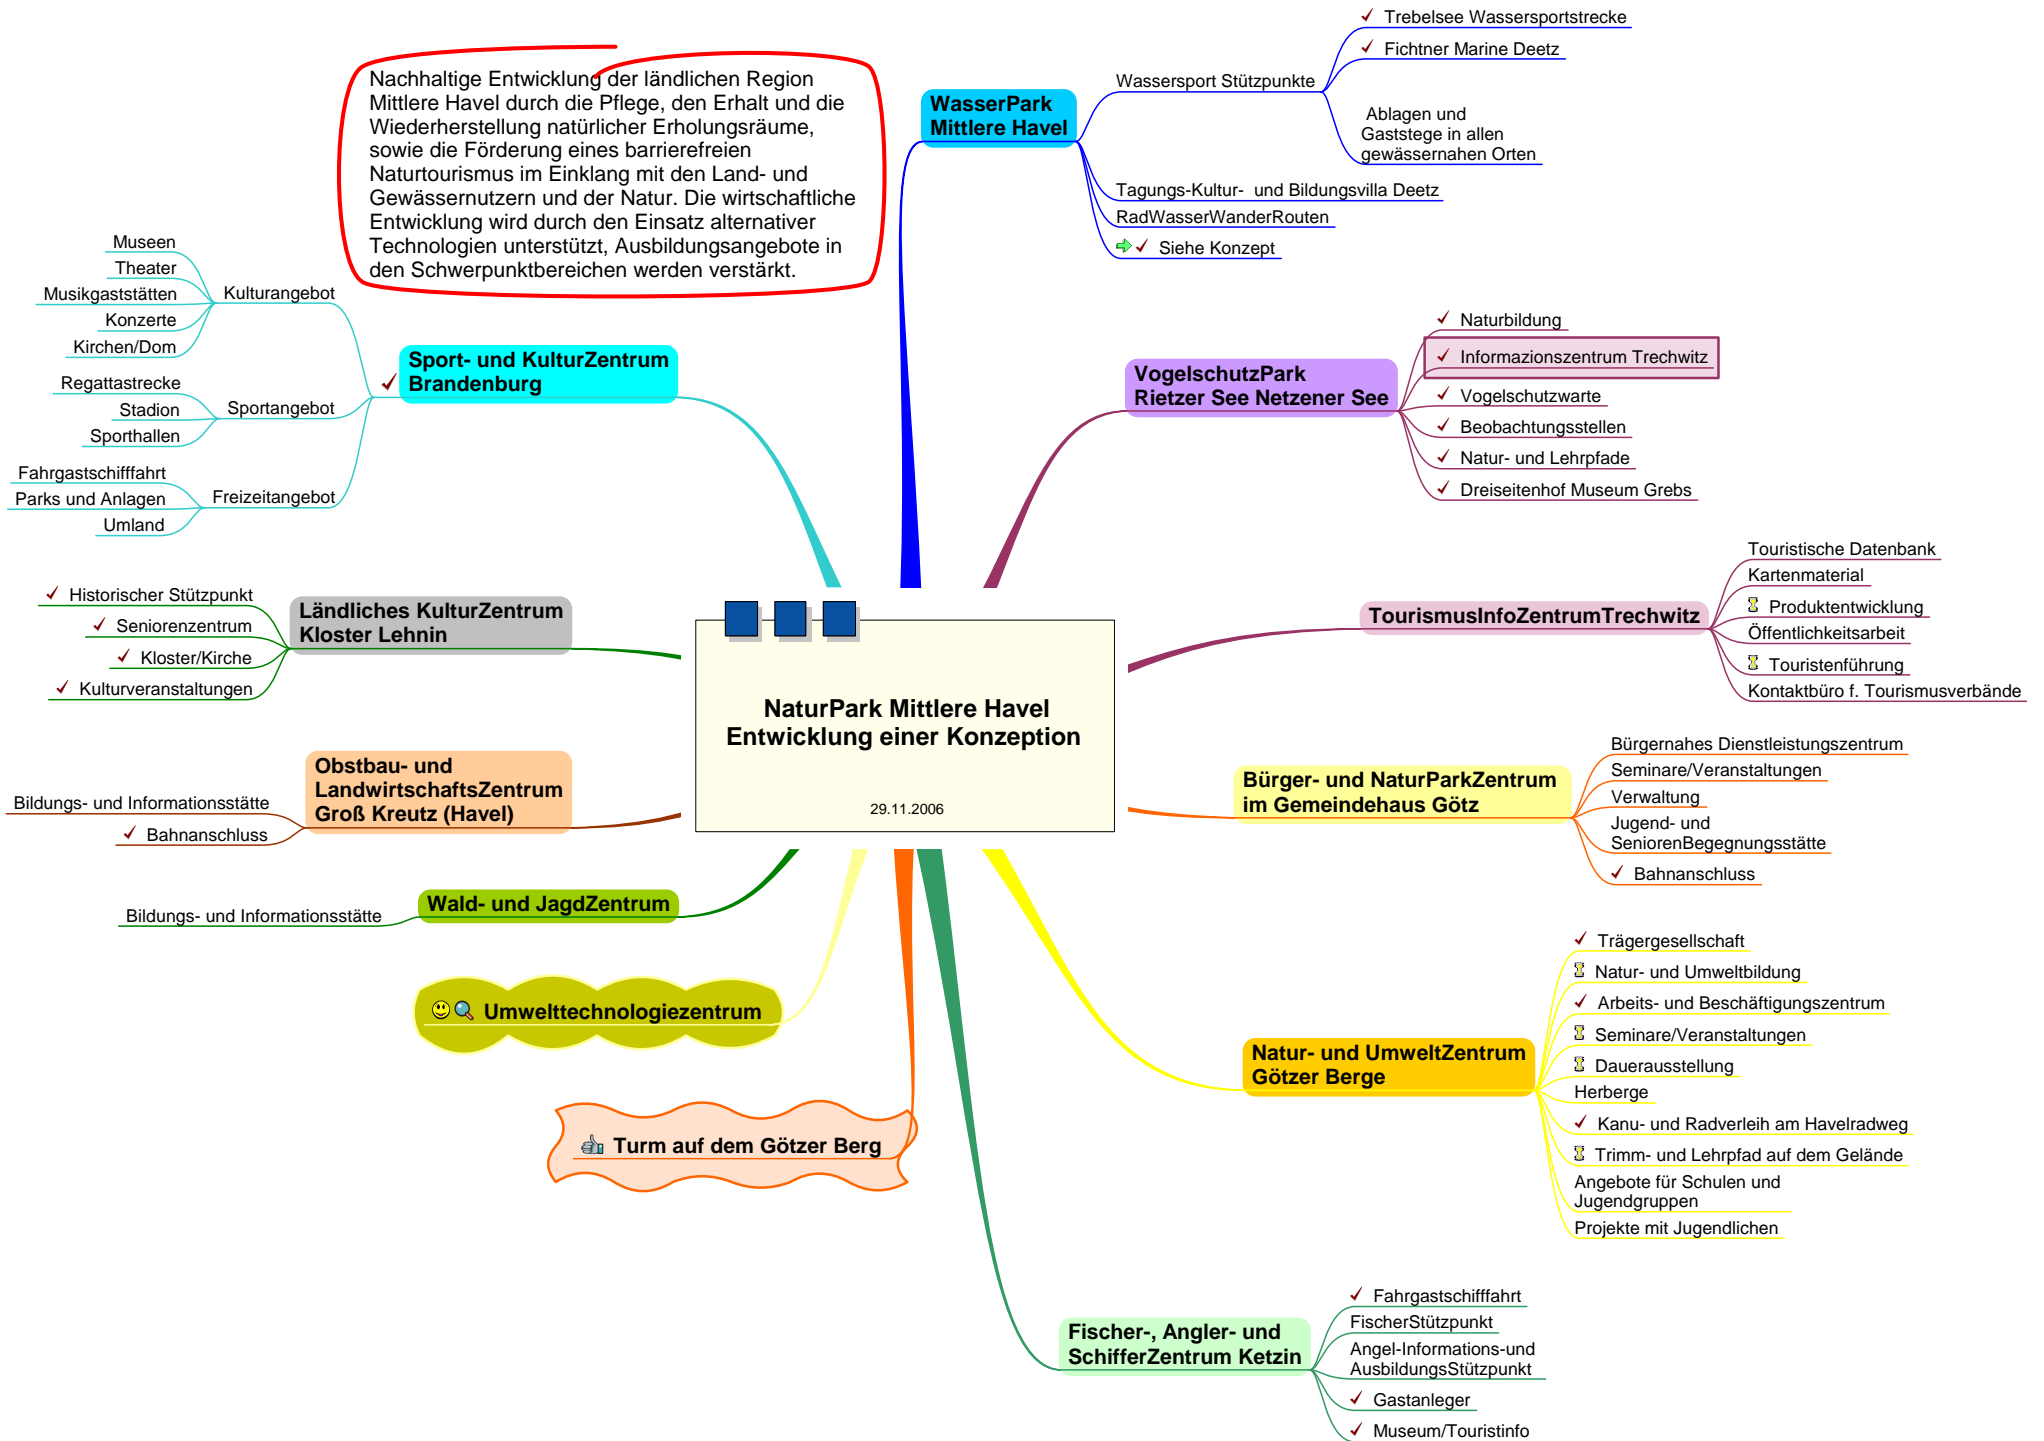 Nachhaltige Entwicklung der ländlichen Region
Mittlere Havel durch die Pflege, den Erhalt und die
Wiederherstellung natürlicher Erholungsräume,
sowie die Förderung eines barrierefreien
Naturtourismus im Einklang mit den Land- und
Gewässernutzern und der Natur. Die wirtschaftliche
Entwicklung wird durch den Einsatz alternativer
Technologien unterstützt, Ausbildungsangebote in
den Schwerpunktbereichen werden verstärkt.
WasserPark
Mittlere Havel
Wassersport Stützpunkte
Trebelsee Wassersportstrecke
Fichtner Marine Deetz
Ablagen und
Gaststege in allen
gewässernahen Orten
Tagungs-Kultur- und Bildungsvilla Deetz
RadWasserWanderRouten
Siehe Konzept
VogelschutzPark
Rietzer See Netzener See
Naturbildung
Informazionszentrum Trechwitz
Vogelschutzwarte
Beobachtungsstellen
Natur- und Lehrpfade
Dreiseitenhof Museum Grebs
TourismusInfoZentrumTrechwitz
Touristische Datenbank
Kartenmaterial
Produktentwicklung
Öffentlichkeitsarbeit
Touristenführung
Kontaktbüro f. Tourismusverbände
Bürger- und NaturParkZentrum
im Gemeindehaus Götz
Bürgernahes Dienstleistungszentrum
Seminare/Veranstaltungen
Verwaltung
Jugend- und
SeniorenBegegnungsstätte
Bahnanschluss
Natur- und UmweltZentrum
Götzer Berge
Trägergesellschaft
Natur- und Umweltbildung
Arbeits- und Beschäftigungszentrum
Seminare/Veranstaltungen
Dauerausstellung
Herberge
Kanu- und Radverleih am Havelradweg
Trimm- und Lehrpfad auf dem Gelände
Angebote für Schulen und
Jugendgruppen
Projekte mit Jugendlichen
Fischer-, Angler- und
SchifferZentrum Ketzin
Fahrgastschifffahrt
FischerStützpunkt
Angel-Informations-und
AusbildungsStützpunkt
Gastanleger
Museum/Touristinfo
NaturPark Mittlere Havel
Entwicklung einer Konzeption
29.11.2006
Sport- und KulturZentrum
Brandenburg
Kulturangebot
Museen
Theater
Musikgaststätten
Konzerte
Kirchen/Dom
Sportangebot
Regattastrecke
Stadion
Sporthallen
Freizeitangebot
Fahrgastschifffahrt
Parks und Anlagen
Umland
Ländliches KulturZentrum
Kloster Lehnin
Historischer Stützpunkt
Seniorenzentrum
Kloster/Kirche
Kulturveranstaltungen
Obstbau- und
LandwirtschaftsZentrum
Groß Kreutz (Havel)
Bildungs- und Informationsstätte
Bahnanschluss
Wald- und JagdZentrum
Bildungs- und Informationsstätte
Umwelttechnologiezentrum
Turm auf dem Götzer Berg